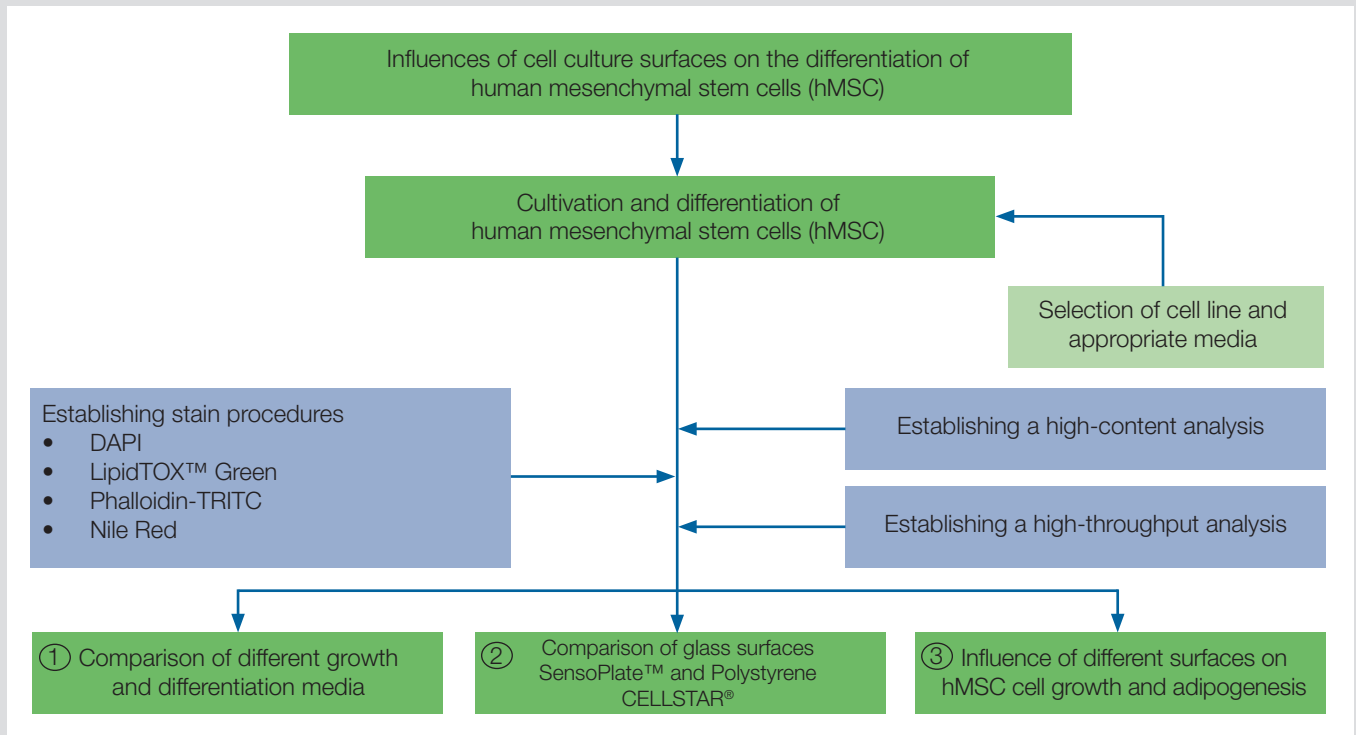 Influences of cell culture surfaces on the differentiation of
human mesenchymal stem cells (hMSC)
Cultivation and differentiation of
human mesenchymal stem cells (hMSC)
Selection of cell line and
appropriate media
Establishing stain procedures
• DAPI
• LipidTOX™ Green
• Phalloidin-TRITC
• Nile Red
Establishing a high-content analysis
Establishing a high-throughput analysis
① Comparison of different growth
and differentiation media
② Comparison of glass surfaces
SensoPlate™ and Polystyrene
CELLSTAR®
③ Influence of different surfaces on
hMSC cell growth and adipogenesis